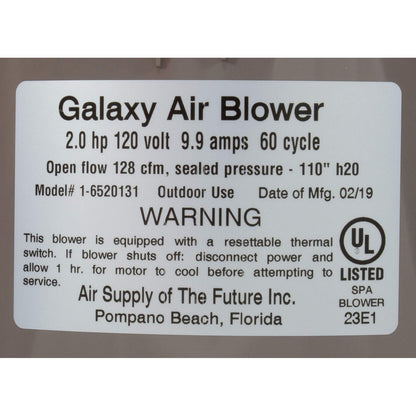 Galaxy Air Blower
2.0 hp 120 volt 9.9 amps 60 cycle
Open flow 128 cfm, sealed pressure - 110" h20
Model# 1-6520131 Outdoor Use Date of Mfg. 02/19
WARNING
This blower is equipped with a resettable thermal
switch. If blower shuts off: disconnect power and
allow 1 hr. for motor to cool before attempting to
service.
Air Supply of The Future Inc.
Pompano Beach, Florida
UL
LISTED
SPA
BLOWER
23E1